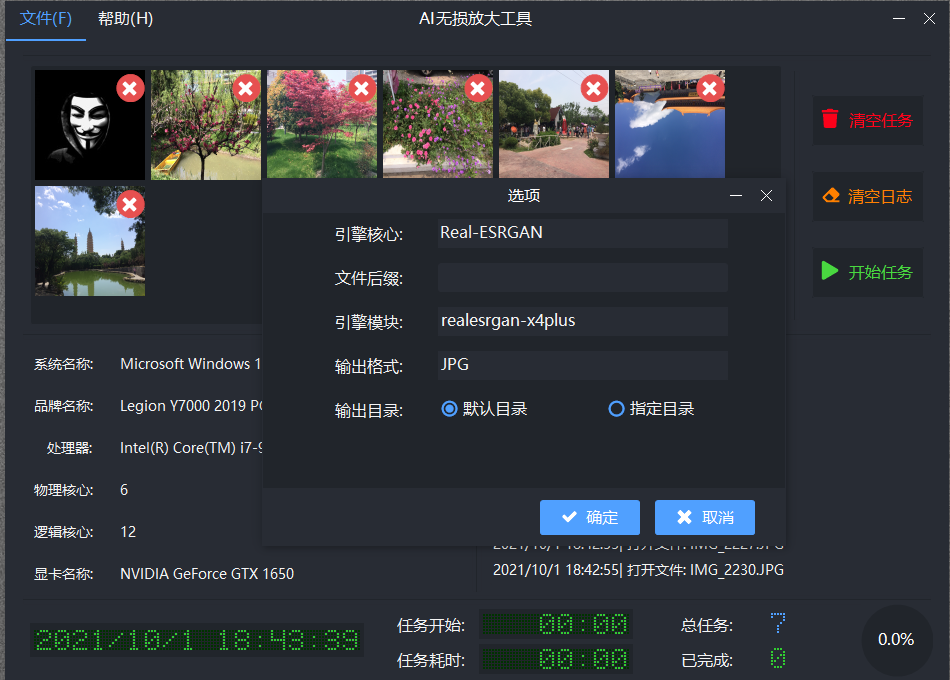 文件(F) 帮助(H) AI无损放大工具
清空任务
清空日志
开始任务
选项
引擎核心: Real-ESRGAN
文件后缀:
引擎模块: realesrgan-x4plus
输出格式: JPG
输出目录: 默认目录 指定目录
确定 取消
系统名称: Microsoft Windows 1
品牌名称: Legion Y7000 2019 PG
处理器: Intel(R) Core(TM) i7-9
物理核心: 6
逻辑核心: 12
显卡名称: NVIDIA GeForce GTX 1650
2021/10/1 18:42:55| 打开文件: IMG_2227.JPG
2021/10/1 18:42:55| 打开文件: IMG_2230.JPG
2021/10/1 18:43:39
任务开始: 00:00
任务耗时: 00:00
总任务: 7
已完成: 0
0.0%